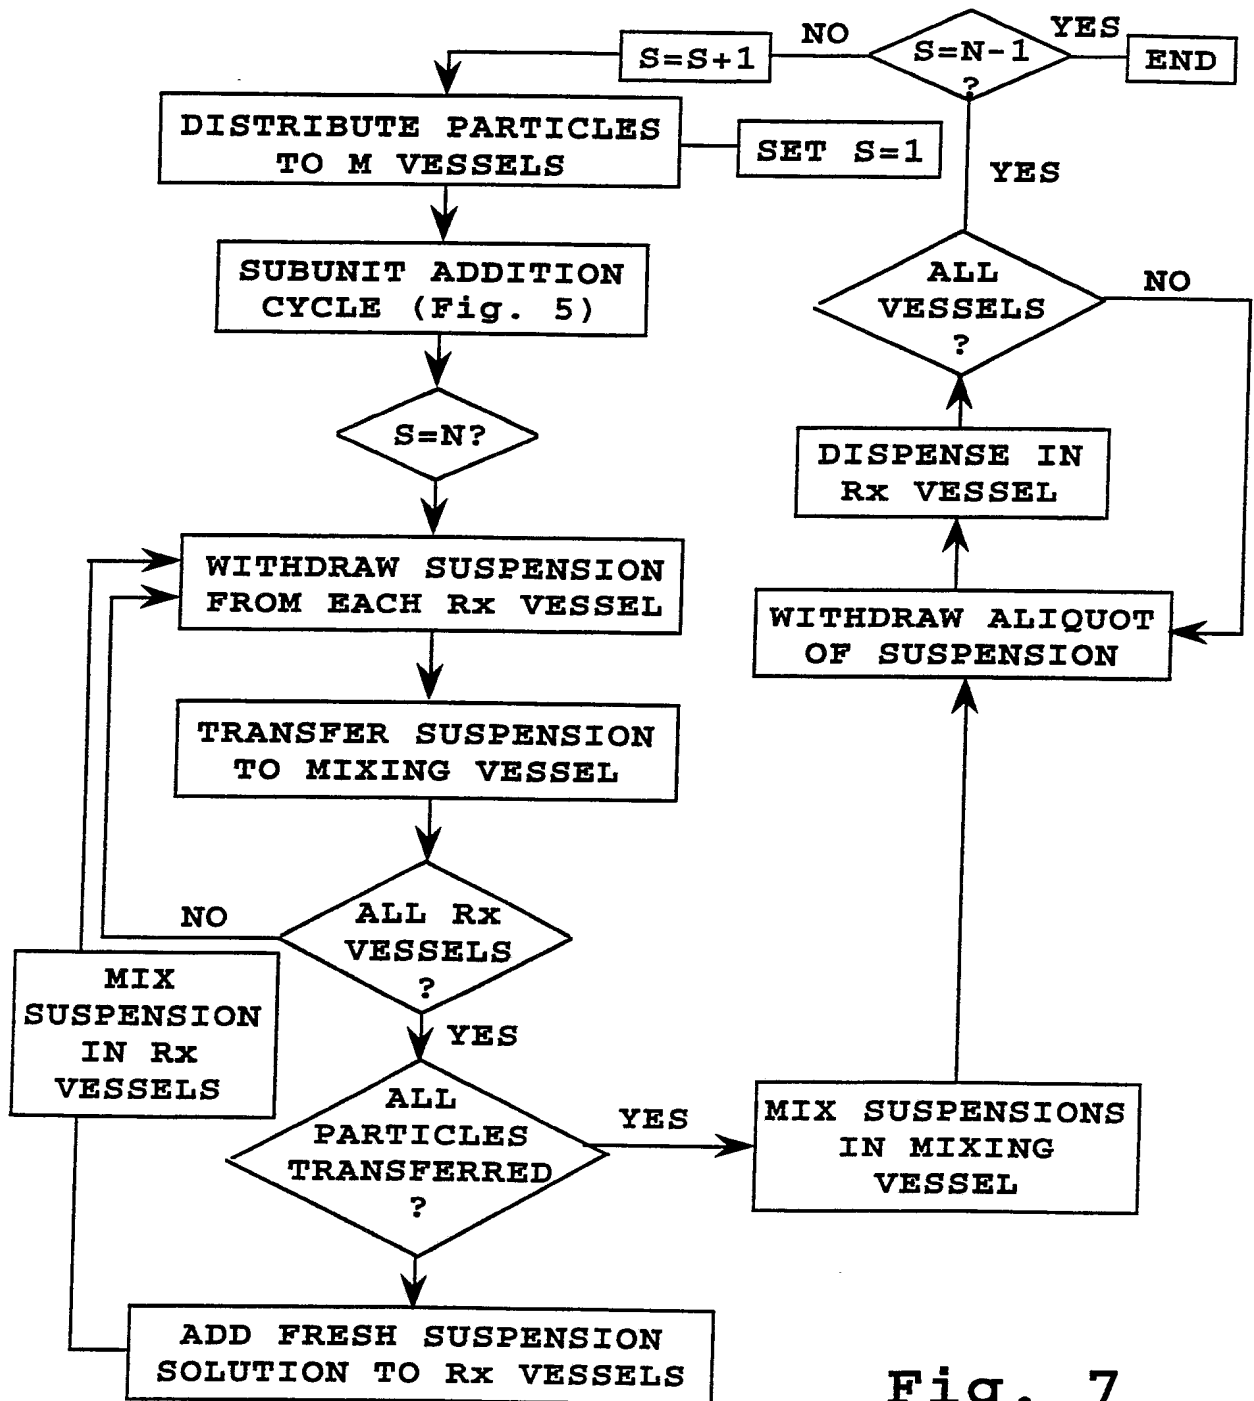 S=N-1
?
YES
END
NO
S=S+1
DISTRIBUTE PARTICLES
TO M VESSELS
SET S=1
YES
SUBUNIT ADDITION
CYCLE (Fig. 5)
ALL
VESSELS
?
NO
S=N?
DISPENSE IN
Rx VESSEL
WITHDRAW SUSPENSION
FROM EACH Rx VESSEL
WITHDRAW ALIQUOT
OF SUSPENSION
TRANSFER SUSPENSION
TO MIXING VESSEL
ALL Rx
VESSELS
?
NO
MIX
SUSPENSION
IN Rx
VESSELS
YES
ALL
PARTICLES
TRANSFERRED
?
YES
MIX SUSPENSIONS
IN MIXING
VESSEL
ADD FRESH SUSPENSION
SOLUTION TO Rx VESSELS
Fig. 7